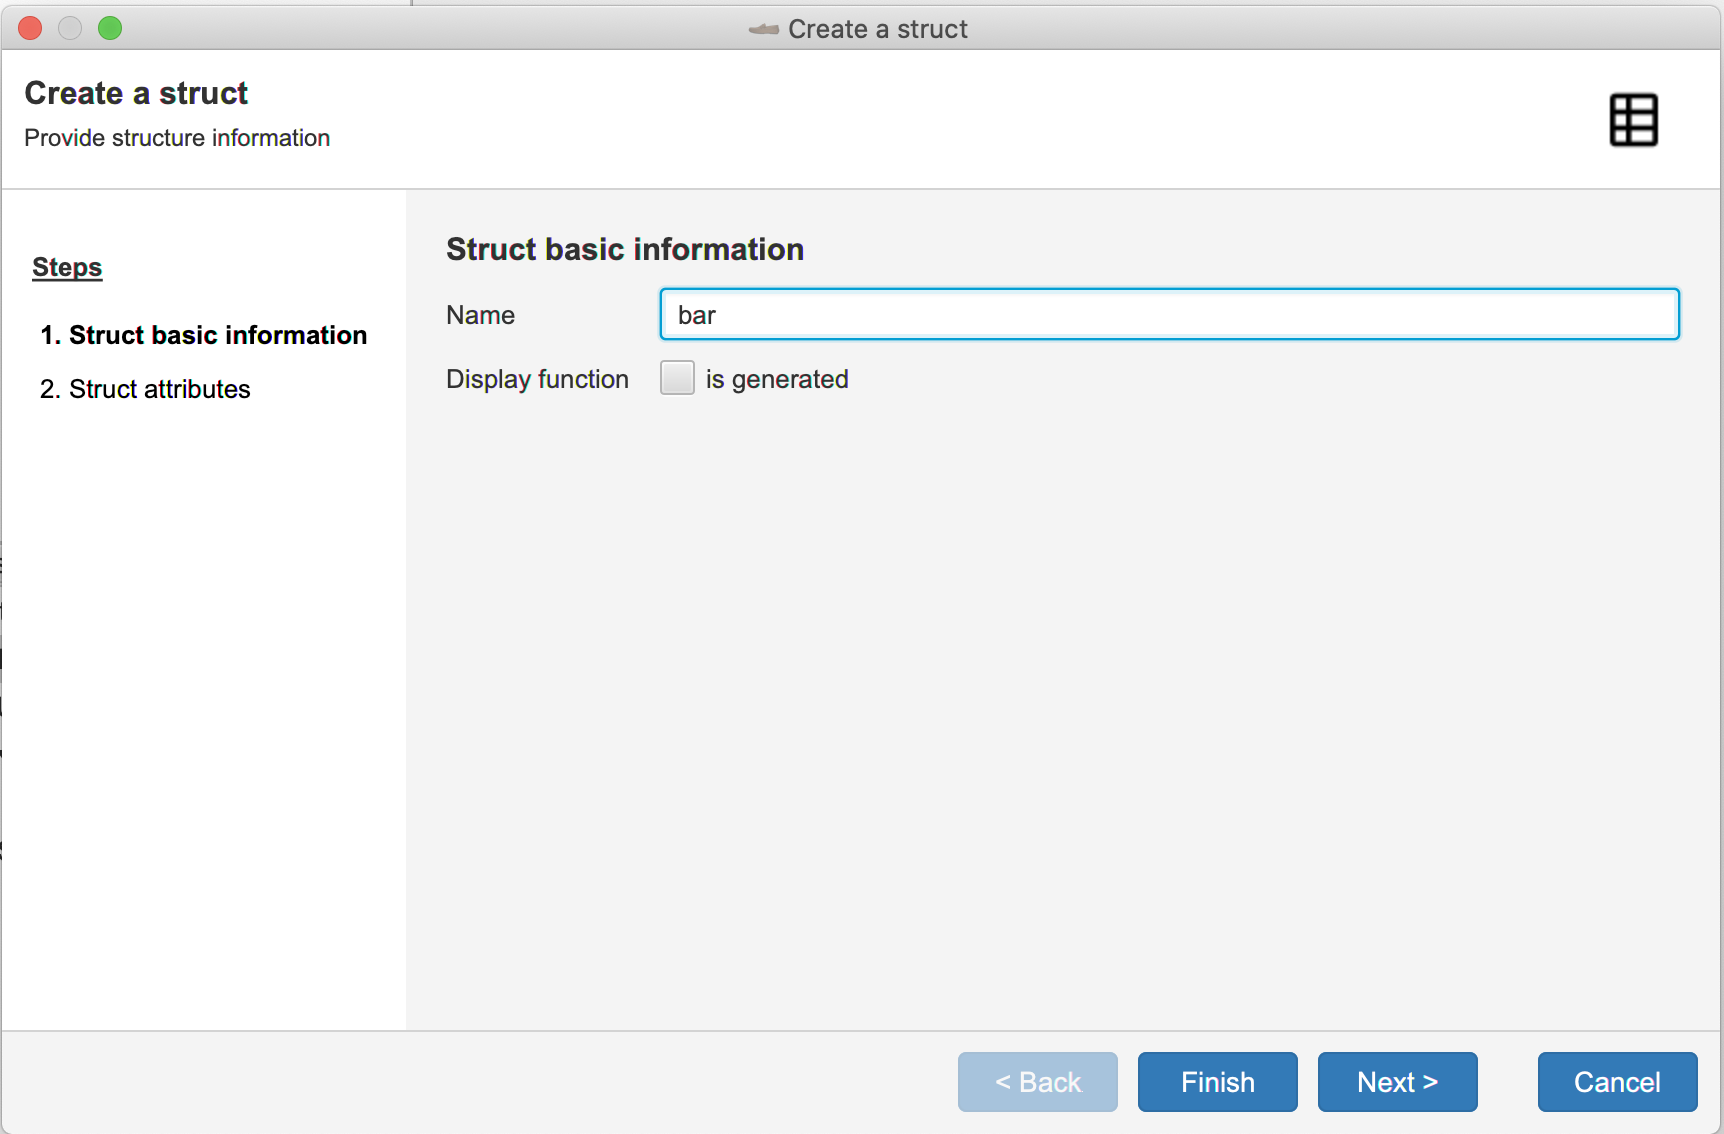 Create a struct
Create a struct
Provide structure information
Steps
1. Struct basic information
2. Struct attributes
Struct basic information
Name bar
Display function is generated
< Back Finish Next > Cancel